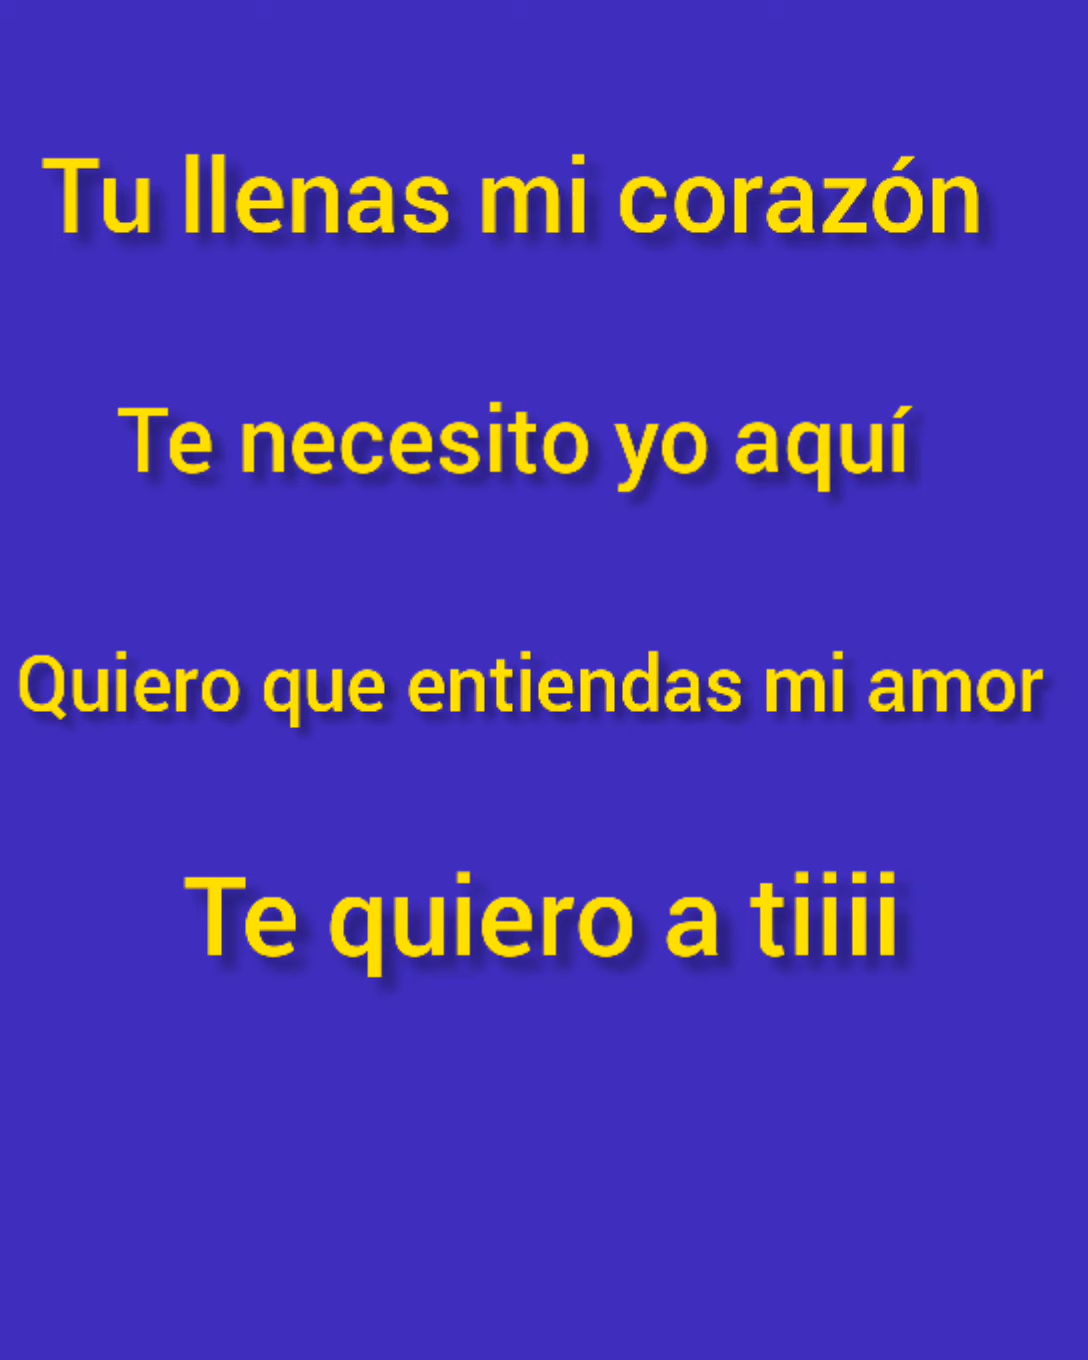 Tu llenas mi corazón
Te necesito yo aquí
Quiero que entiendas mi amor
Te quiero a tiiii